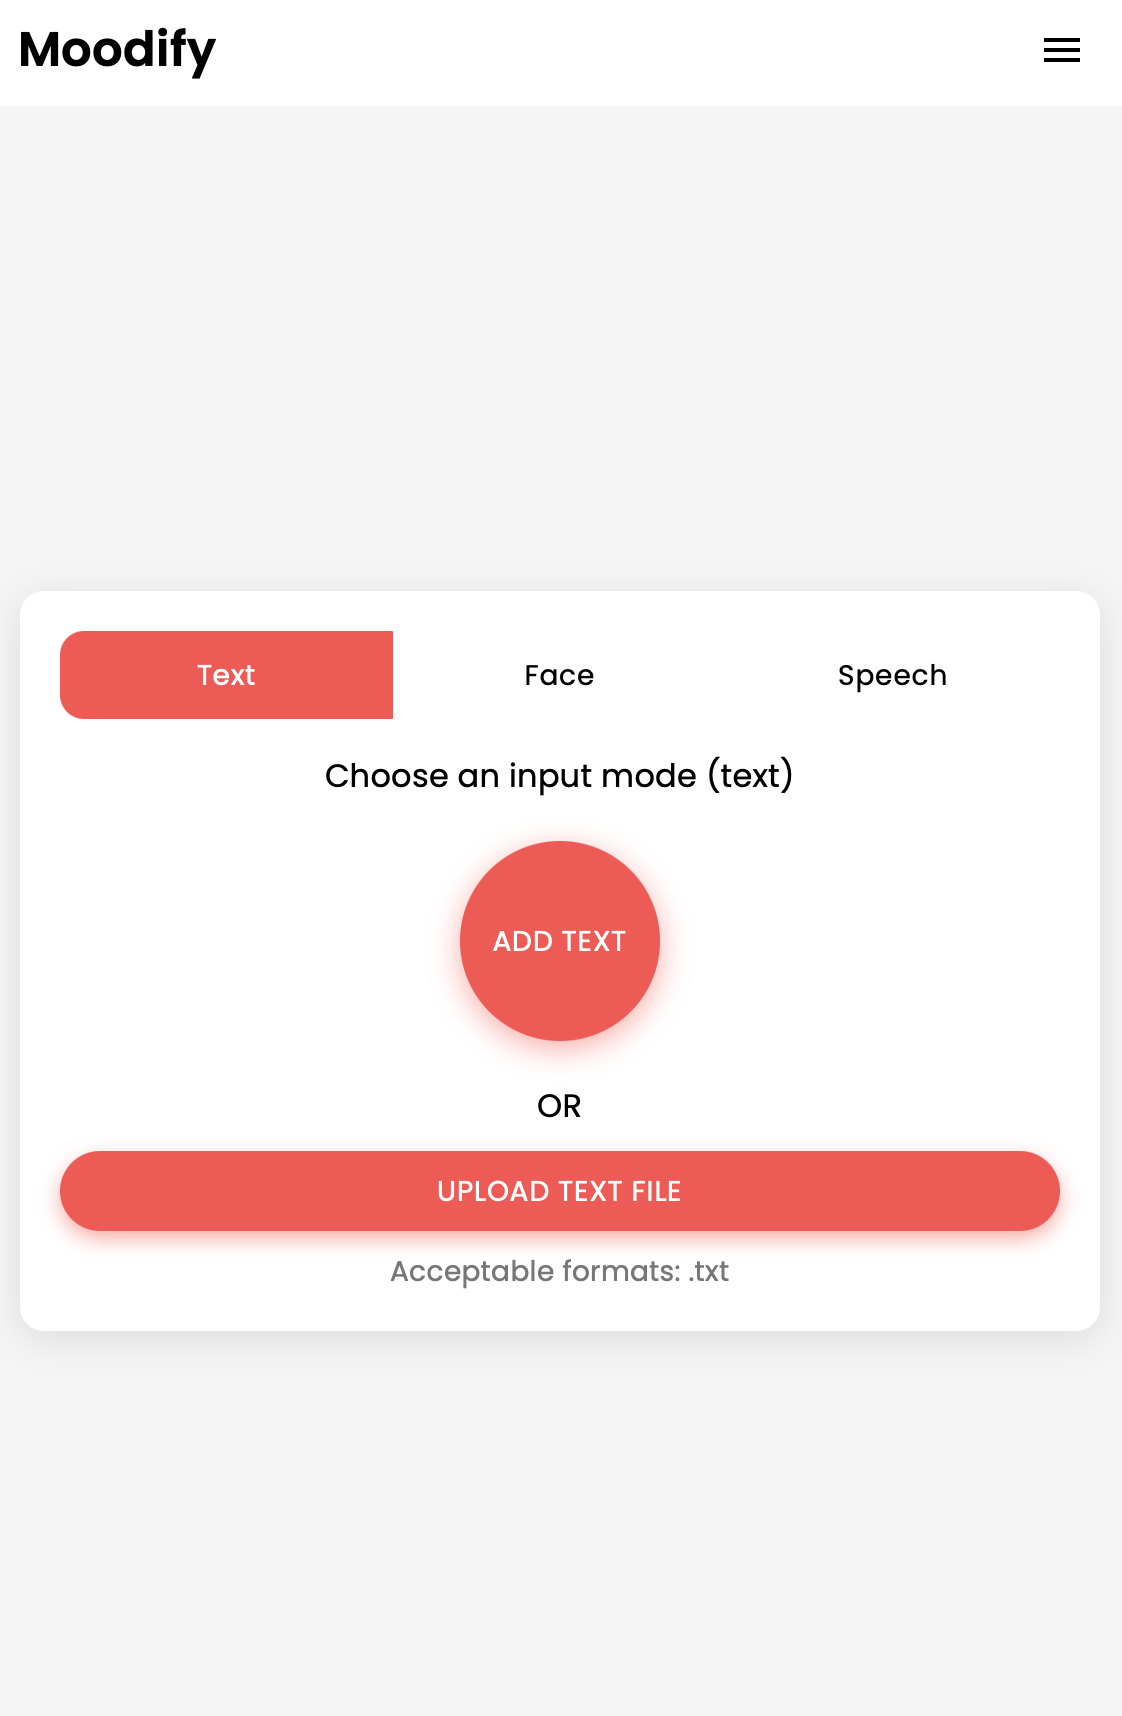 Moodify
Text Face Speech
Choose an input mode (text)
ADD TEXT
OR
UPLOAD TEXT FILE
Acceptable formats: .txt